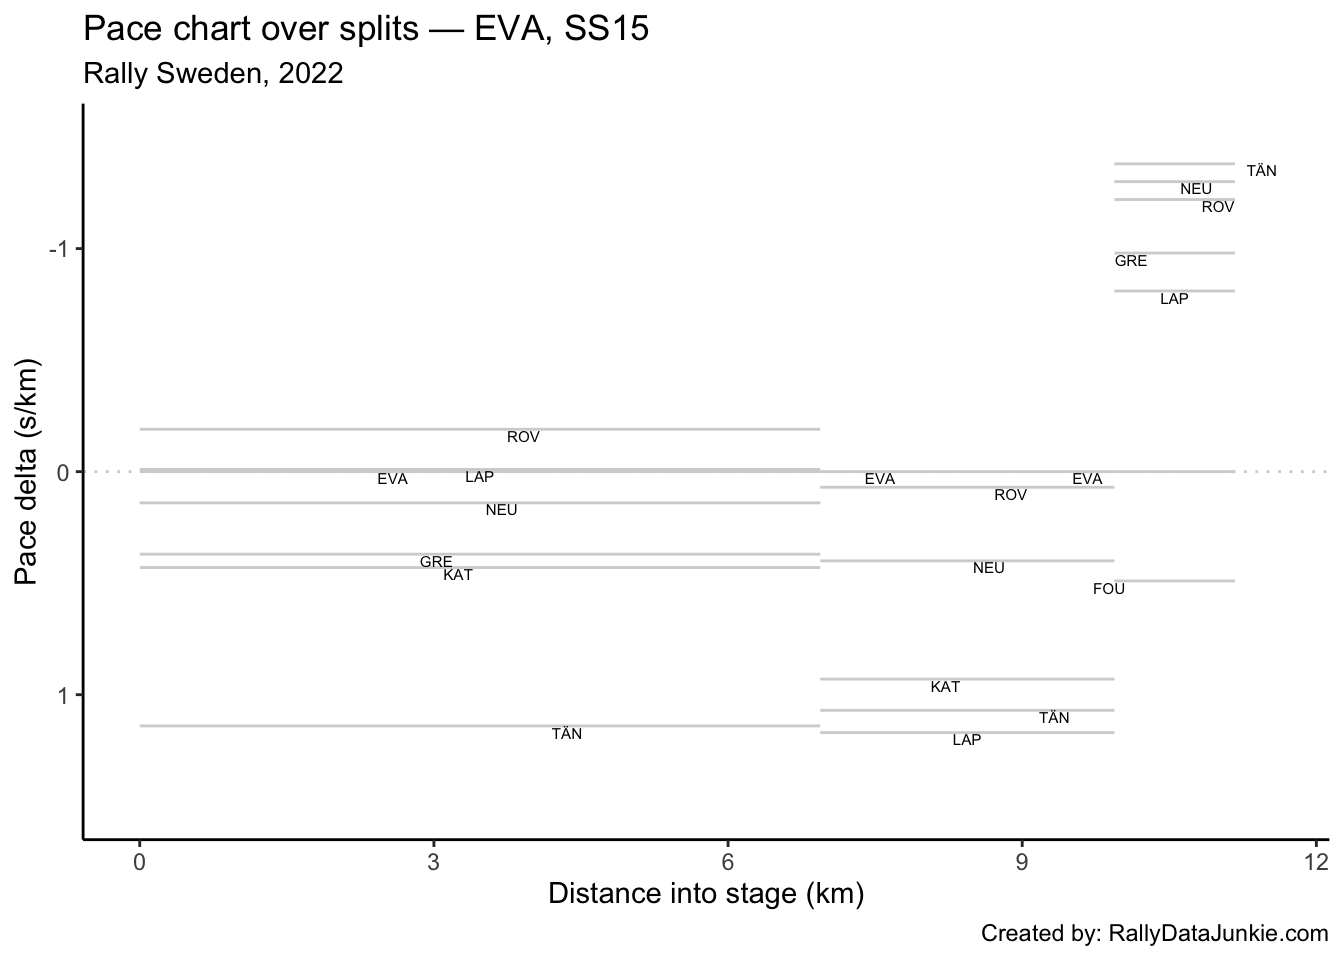 Pace chart over splits — EVA, SS15
Rally Sweden, 2022
TÄN
NEU
ROV
-1
GRE
LAP
ROV
0
EVA
LAP
EVA
EVA
ROV
NEU
GRE
KAT
NEU
FOU
1
KAT
TÄN
TÄN
LAP
Pace delta (s/km)
0 3 6 9 12
Distance into stage (km)
Created by: RallyDataJunkie.com